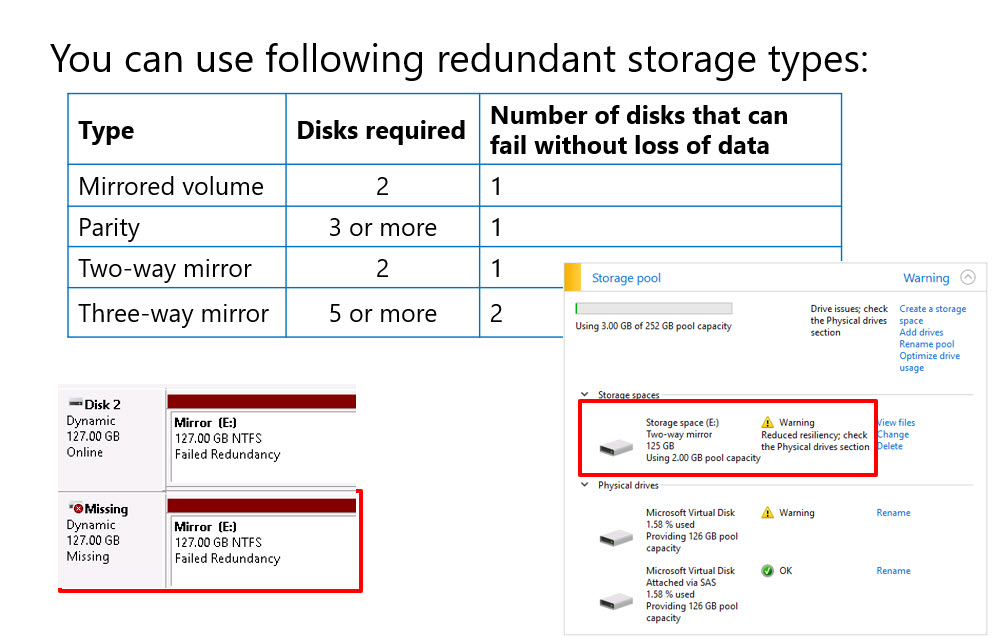 You can use following redundant storage types:
Type Disks required Number of disks that can
fail without loss of data
Mirrored volume 2 1
Parity 3 or more 1
Two-way mirror 2 1
Three-way mirror 5 or more 2
Storage pool Warning
Using 3.00 GB of 252 GB pool capacity
Drive issues; check
the Physical drives
section
Create a storage
space
Add drives
Rename pool
Optimize drive
usage
Storage spaces
Storage space (E:)
Two-way mirror
125 GB
Using 2.00 GB pool capacity
Warning
Reduced resiliency; check
the Physical drives section
View files
Change
Delete
Physical drives
Microsoft Virtual Disk
1.58 % used
Providing 126 GB pool
capacity
Warning
Rename
Microsoft Virtual Disk
Attached via SAS
1.58 % used
Providing 126 GB pool
capacity
OK
Rename
Disk 2
Dynamic
127.00 GB
Online
Mirror (E:)
127.00 GB NTFS
Failed Redundancy
Missing
Dynamic
127.00 GB
Missing
Mirror (E:)
127.00 GB NTFS
Failed Redundancy